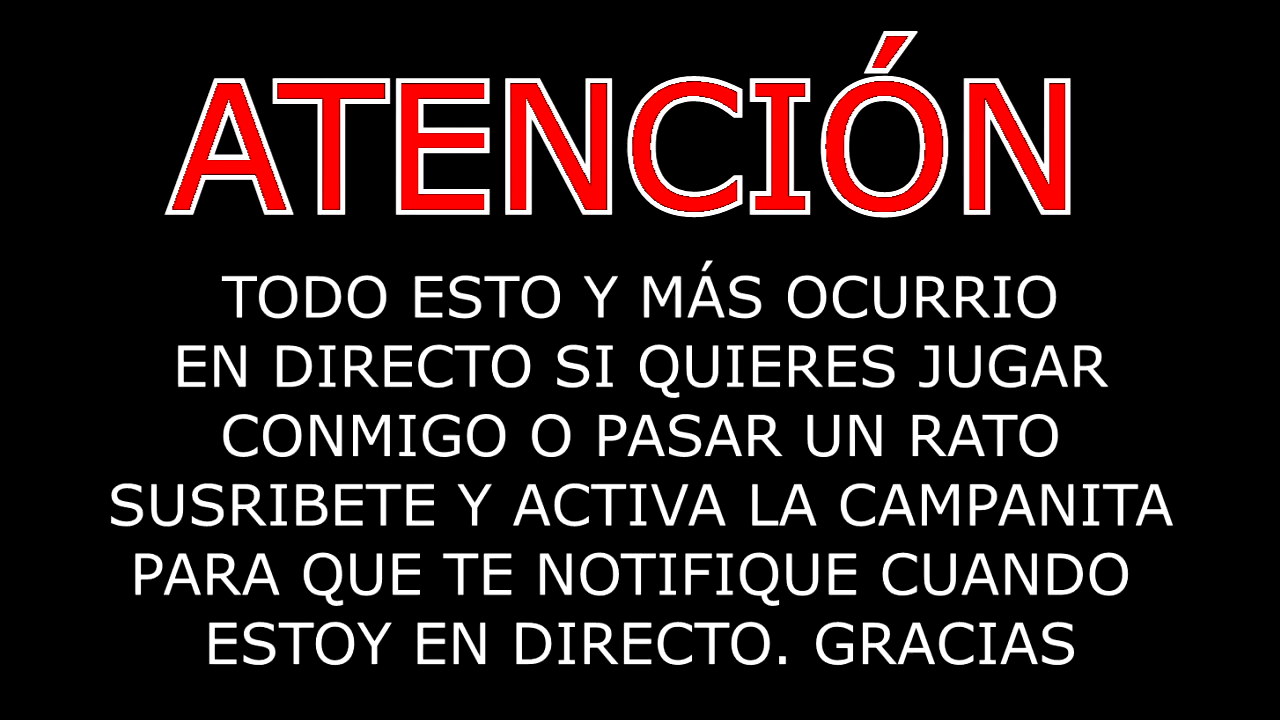 ATENCIÓN
TODO ESTO Y MÁS OCURRIO
EN DIRECTO SI QUIERES JUGAR
CONMIGO O PASAR UN RATO
SUSRIBETE Y ACTIVA LA CAMPANITA
PARA QUE TE NOTIFIQUE CUANDO
ESTOY EN DIRECTO. GRACIAS